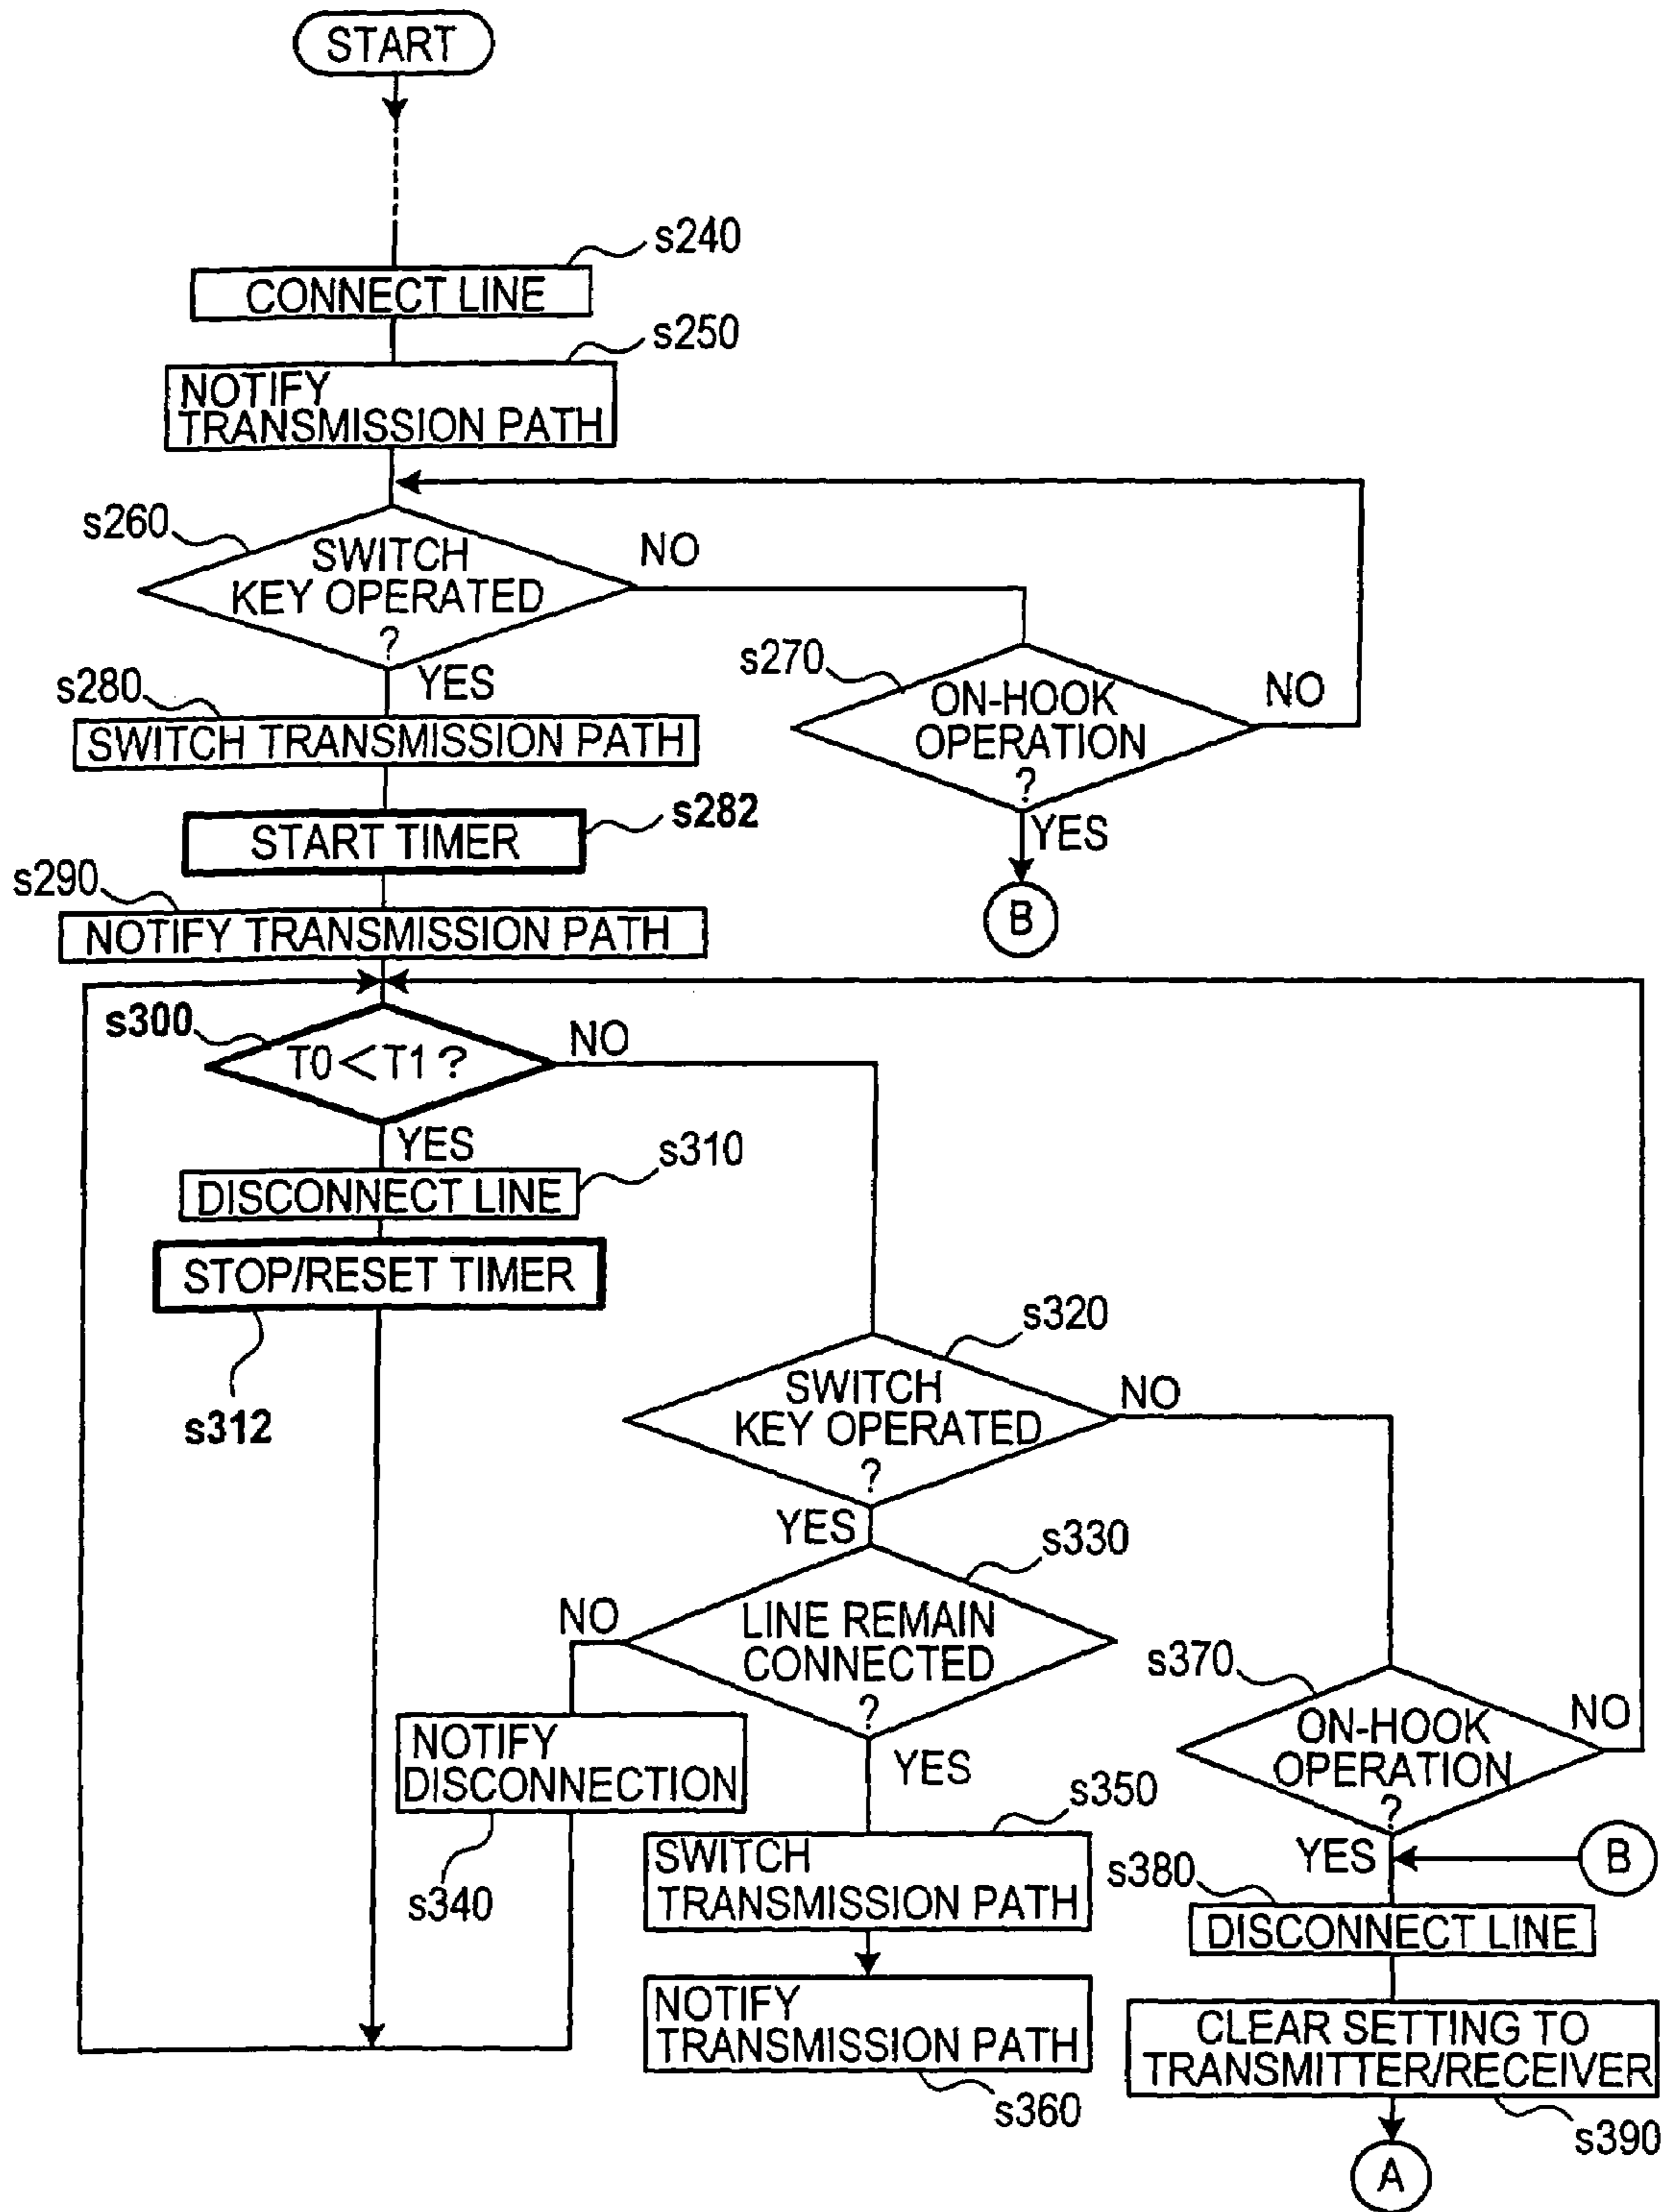 START
s240
CONNECT LINE
s250
NOTIFY
TRANSMISSION PATH
s260
SWITCH
KEY OPERATED
?
NO
YES
s270
ON-HOOK
OPERATION
?
NO
YES
B
s280
SWITCH TRANSMISSION PATH
s282
START TIMER
s290
NOTIFY TRANSMISSION PATH
s300
T0<T1?
NO
YES
s310
DISCONNECT LINE
STOP/RESET TIMER
s312
s320
SWITCH
KEY OPERATED
?
NO
YES
s330
LINE REMAIN
CONNECTED
?
NO
YES
NOTIFY
DISCONNECTION
s340
s350
SWITCH
TRANSMISSION PATH
NOTIFY
TRANSMISSION PATH
s360
s370
ON-HOOK
OPERATION
?
NO
YES
B
s380
DISCONNECT LINE
CLEAR SETTING TO
TRANSMITTER/RECEIVER
s390
A